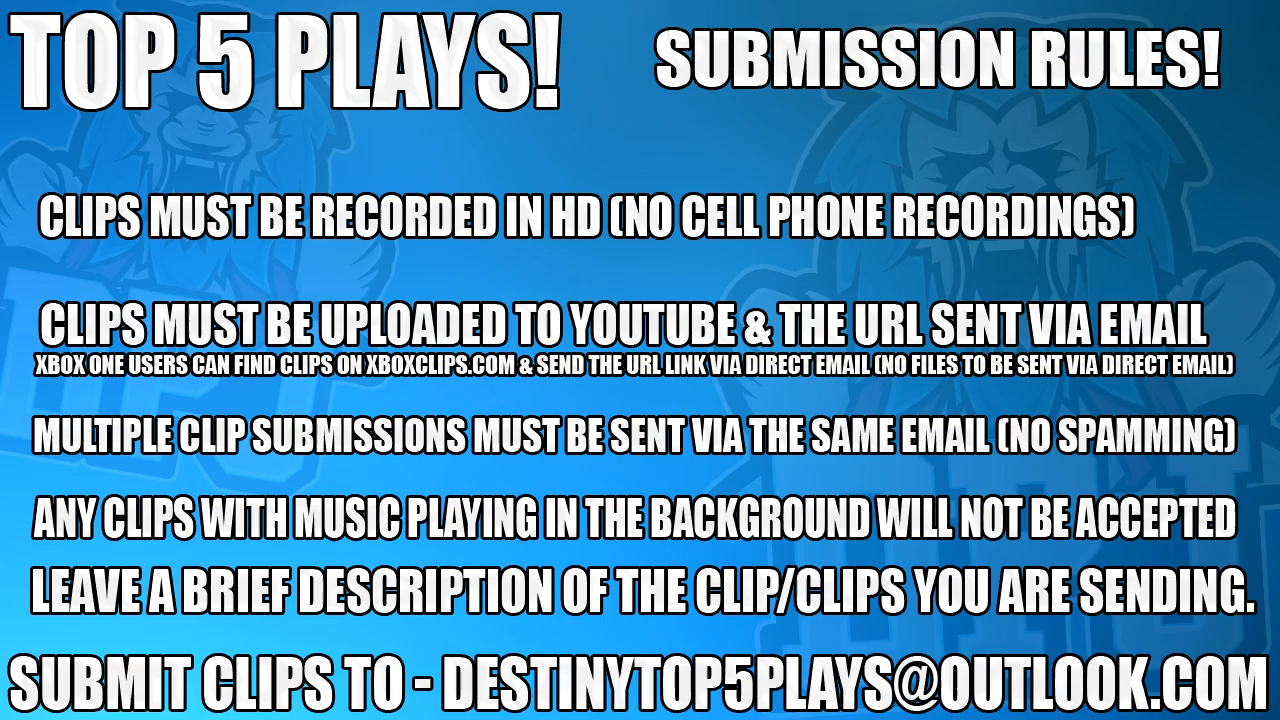 TOP 5 PLAYS!
SUBMISSION RULES!
CLIPS MUST BE RECORDED IN HD (NO CELL PHONE RECORDINGS)
CLIPS MUST BE UPLOADED TO YOUTUBE & THE URL SENT VIA EMAIL
XBOX ONE USERS CAN FIND CLIPS ON XBOXCLIPS.COM & SEND THE URL LINK VIA DIRECT EMAIL (NO FILES TO BE SENT VIA DIRECT EMAIL)
MULTIPLE CLIP SUBMISSIONS MUST BE SENT VIA THE SAME EMAIL (NO SPAMMING)
ANY CLIPS WITH MUSIC PLAYING IN THE BACKGROUND WILL NOT BE ACCEPTED
LEAVE A BRIEF DESCRIPTION OF THE CLIP/CLIPS YOU ARE SENDING.
SUBMIT CLIPS TO - DESTINYTOP5PLAYS@OUTLOOK.COM